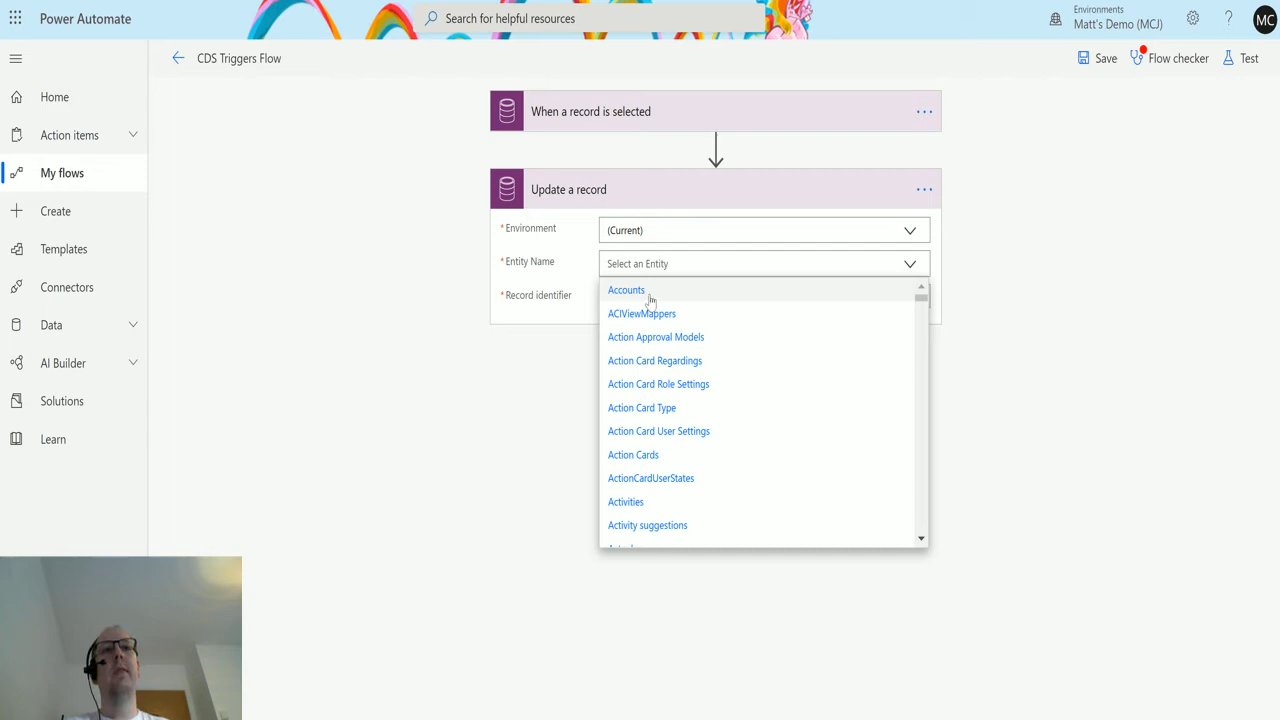 Power Automate
Search for helpful resources
Environments
Matt's Demo (MCJ)
?
MC
CDS Triggers Flow
Save
Flow checker
Test
Home
Action items
My flows
Create
Templates
Connectors
Data
AI Builder
Solutions
Learn
When a record is selected
...
Update a record
...
* Environment
(Current)
* Entity Name
Select an Entity
* Record identifier
Accounts
ACIViewMappers
Action Approval Models
Action Card Regardings
Action Card Role Settings
Action Card Type
Action Card User Settings
Action Cards
ActionCardUserStates
Activities
Activity suggestions